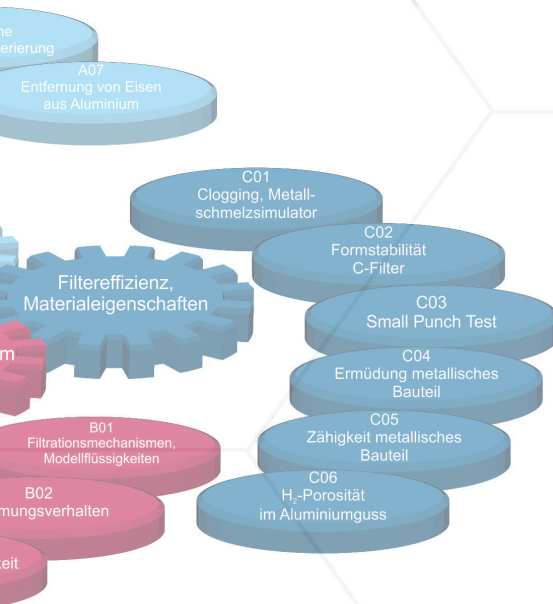 A07
Entfernung von Eisen
aus Aluminium
C01
Clogging, Metall-
schmelzsimulator
C02
Formstabilität
C-Filter
Filtereffizienz,
Materialeigenschaften
C03
Small Punch Test
C04
Ermüdung metallisches
Bauteil
B01
Filtrationsmechanismen,
Modellflüssigkeiten
C05
Zähigkeit metallisches
Bauteil
B02
C06
H₂-Porosität
im Aluminiumguss